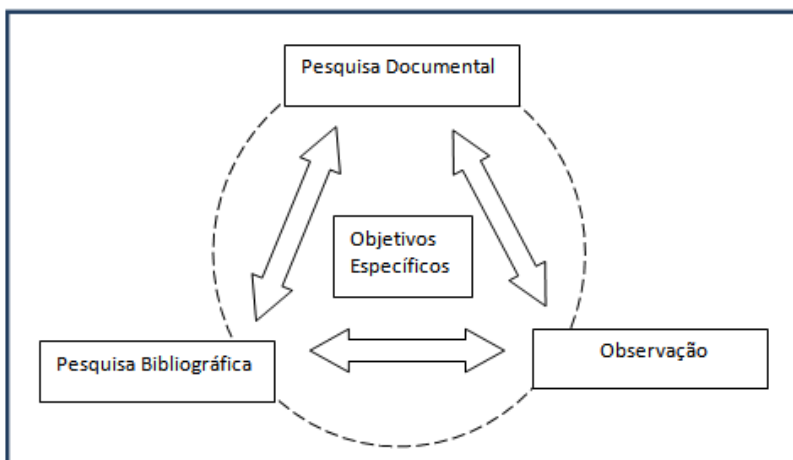 Pesquisa Documental
Objetivos
Específicos
Pesquisa Bibliográfica
Observação